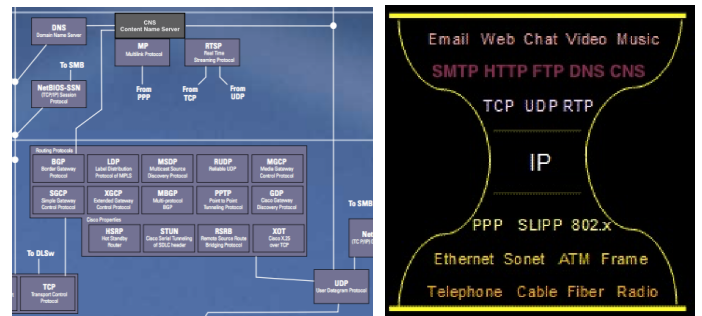 DNS
Domain Name Server
CNS
Content Name Server
MP
Multilink Protocol
RTSP
Real Time
Streaming Protocol
To SMB
NetBIOS-SSN
(TCP/IP) Session
Protocol
From
PPP
From
TCP
From
UDP
Routing Protocols
BGP
Border Gateway
Protocol
LDP
Label Distribution
Protocol of MPLS
MSDP
Multicast Source
Discovery Protocol
RUDP
Reliable UDP
MGCP
Media Gateway
Control Protocol
SGCP
Simple Gateway
Control Protocol
XGCP
Extended Gateway
Control Protocol
MBGP
Multi-protocol
BGP
PPTP
Point to Point
Tunneling Protocol
GDP
Cisco Gateway
Discovery Protocol
Cisco Properties
HSRP
Hot Standby
Router
STUN
Cisco Serial Tunneling
of SDLC header
RSRB
Remote Source Route
Bridging Protocol
XOT
Cisco X.25
over TCP
To SMB
Net
(TC P/IP) (
To DLSw
TCP
Transport Control
Protocol
UDP
User Datagram Protocol
Email Web Chat Video Music
SMTP HTTP FTP DNS CNS
TCP UDP RTP
IP
PPP SLIPP 802.x
Ethernet Sonet ATM Frame
Telephone Cable Fiber Radio